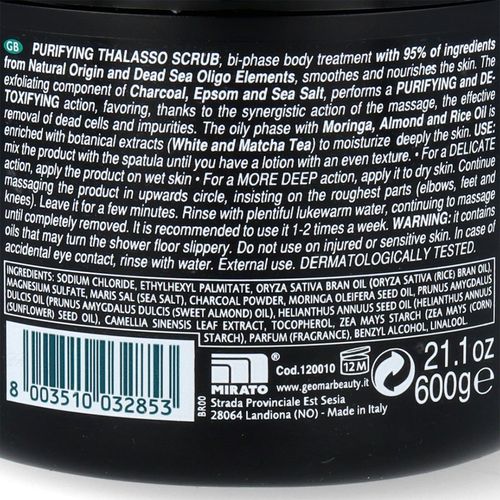 GB PURIFYING THALASSO SCRUB, bi-phase body treatment with 95% of ingredients
from Natural Origin and Dead Sea Oligo Elements, smoothes and nourishes the skin. The
exfoliating component of Charcoal, Epsom and Sea Salt, performs a PURIFYING and DE-
TOXIFYING action, favoring, thanks to the synergistic action of the massage, the effective
removal of dead cells and impurities. The oily phase with Moringa, Almond and Rice Oil is
enriched with botanical extracts (White and Matcha Tea) to moisturize deeply the skin. USE:
mix the product with the spatula until you have a lotion with an even texture. • For a DELICATE
action, apply the product on wet skin • For a MORE DEEP action, apply it to dry skin. Continue
massaging the product in upwards circle, insisting on the roughest parts (elbows, feet and
knees). Leave it for a few minutes. Rinse with plentiful lukewarm water, continuing to massage
until completely removed. It is recommended to use it 1-2 times a week. WARNING: it contains
oils that may turn the shower floor slippery. Do not use on injured or sensitive skin. In case of
accidental eye contact, rinse with water. External use. DERMATOLOGICALLY TESTED.
INGREDIENTS: SODIUM CHLORIDE, ETHYLHEXYL PALMITATE, ORYZA SATIVA BRAN OIL (ORYZA SATIVA (RICE) BRAN OIL),
MAGNESIUM SULFATE, MARIS SAL (SEA SALT), CHARCOAL POWDER, MORINGA OLEIFERA SEED OIL, PRUNUS AMYGDALUS
DULCIS OIL (PRUNUS AMYGDALUS DULCIS (SWEET ALMOND) OIL), HELIANTHUS ANNUUS SEED OIL (HELIANTHUS ANNUUS
(SUNFLOWER) SEED OIL), CAMELLIA SINENSIS LEAF EXTRACT, TOCOPHEROL, ZEA MAYS STARCH (ZEA MAYS (CORN)
STARCH), PARFUM (FRAGRANCE), BENZYL ALCOHOL, LINALOOL.
8 003510 032853
BR00
MIRATO
Cod.120010
www.geomarbeauty.it
Strada Provinciale Est Sesia
28064 Landiona (NO) - Made in Italy
12M
21.1oz
600g e